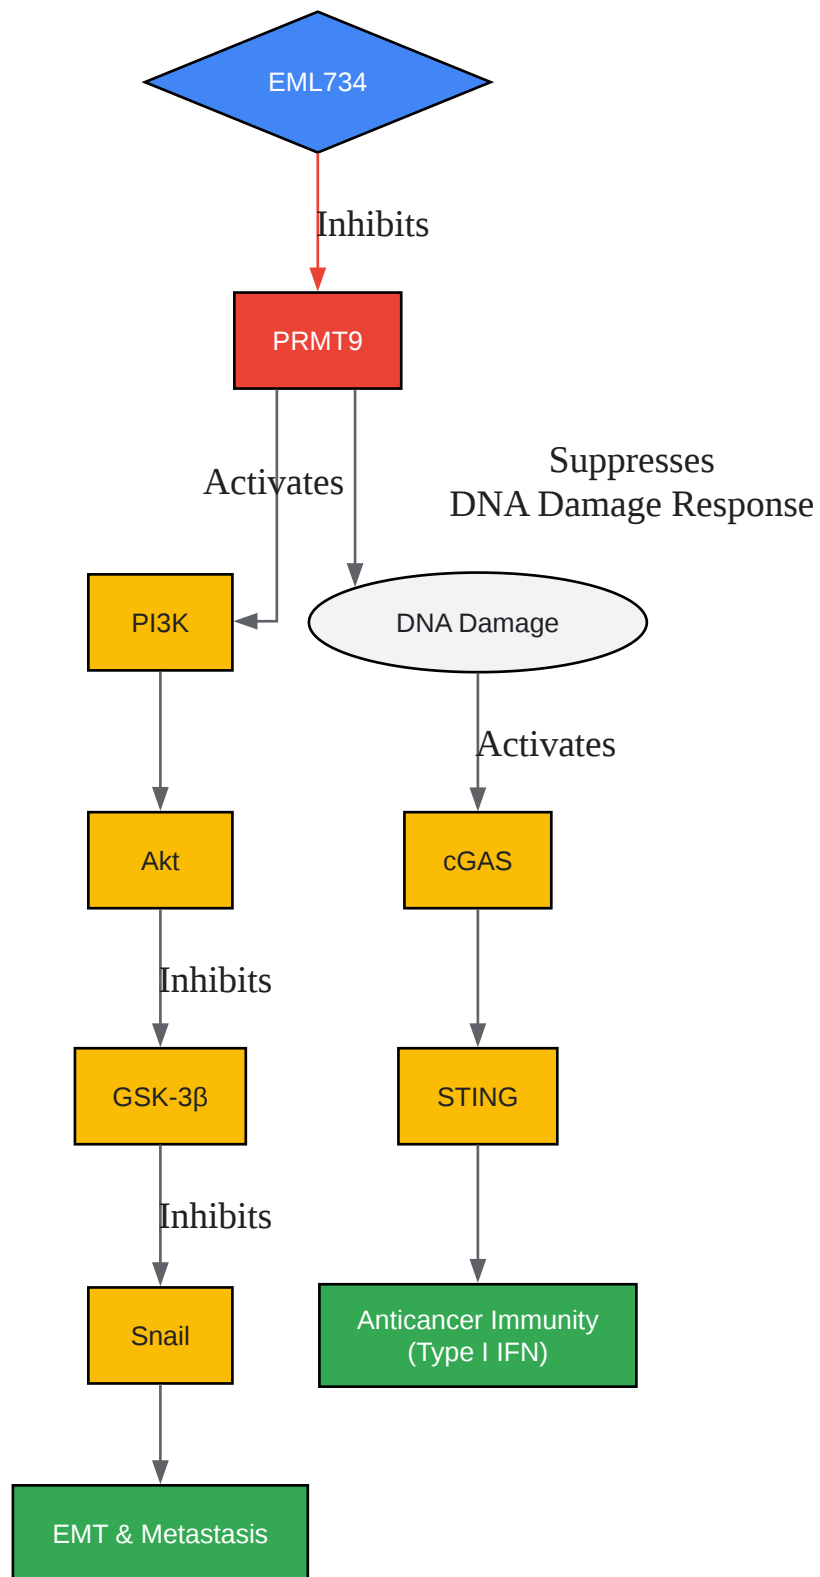 EML734
Inhibits
PRMT9
Activates
Suppresses
DNA Damage Response
PI3K
DNA Damage
Activates
Akt
cGAS
Inhibits
GSK-3β
STING
Inhibits
Snail
Anticancer Immunity
(Type I IFN)
EMT & Metastasis